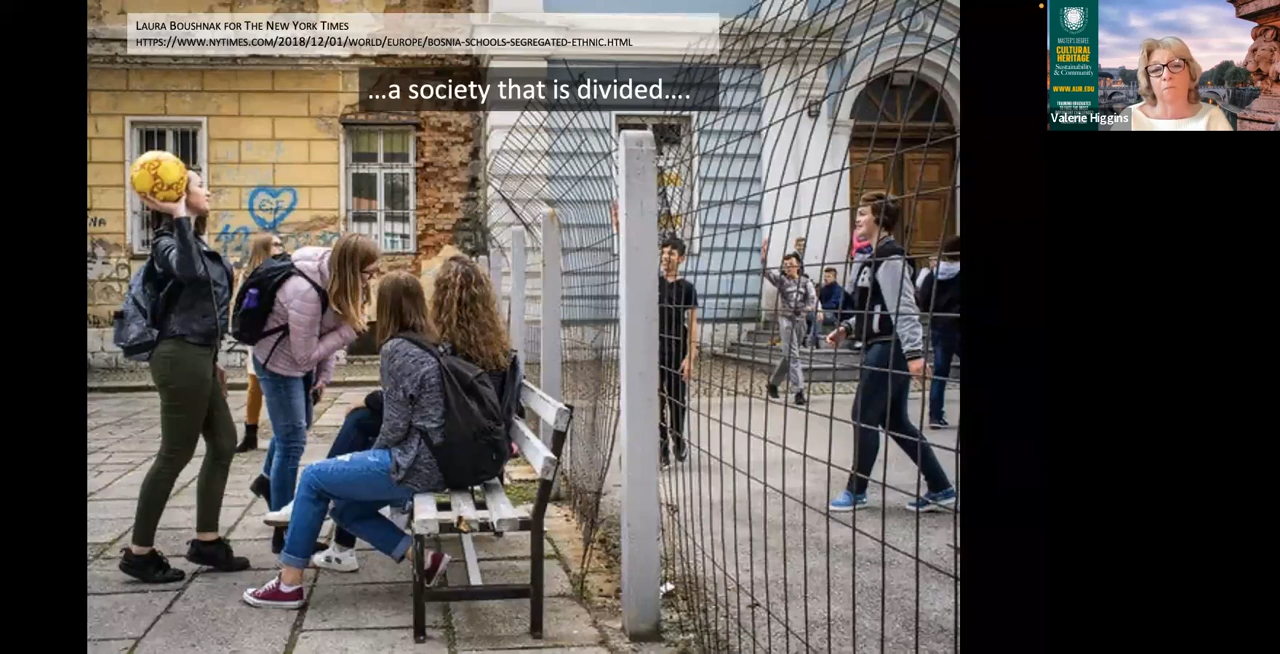 LAURA BOUSHNAK FOR THE NEW YORK TIMES
HTTPS://WWW.NYTIMES.COM/2018/12/01/WORLD/EUROPE/BOSNIA-SCHOOLS-SEGREGATED-ETHNIC.HTML
...a society that is divided....
MASTER'S DEGREE
CULTURAL
HERITAGE
Sustainability
& Community
WWW.AUR.EDU
Valerie Higgins